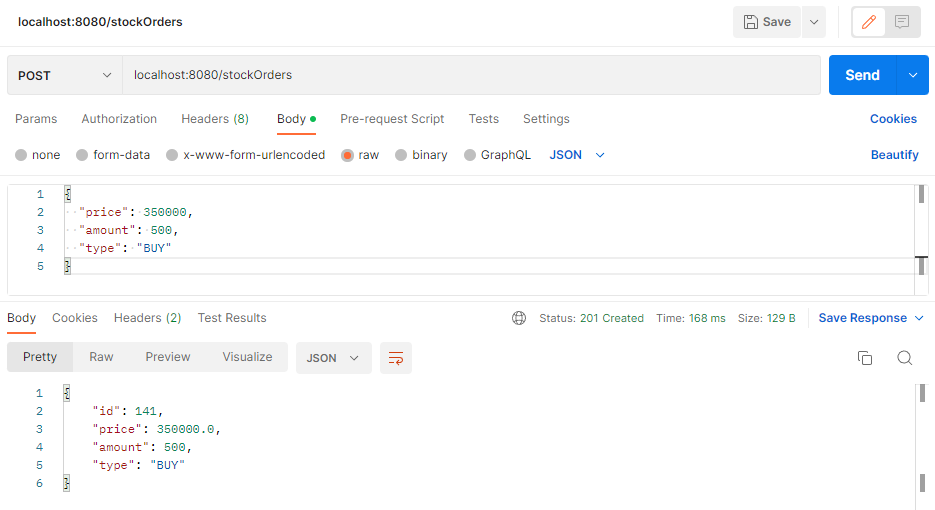 localhost:8080/stockOrders
Save
POST
localhost:8080/stockOrders
Send
Params Authorization Headers (8) Body Pre-request Script Tests Settings Cookies
none form-data x-www-form-urlencoded raw binary GraphQL JSON Beautify
1 {
2 "price": 350000,
3 "amount": 500,
4 "type": "BUY"
5 }
Body Cookies Headers (2) Test Results Status: 201 Created Time: 168 ms Size: 129 B Save Response
Pretty Raw Preview Visualize JSON
1 {
2 "id": 141,
3 "price": 350000.0,
4 "amount": 500,
5 "type": "BUY"
6 }